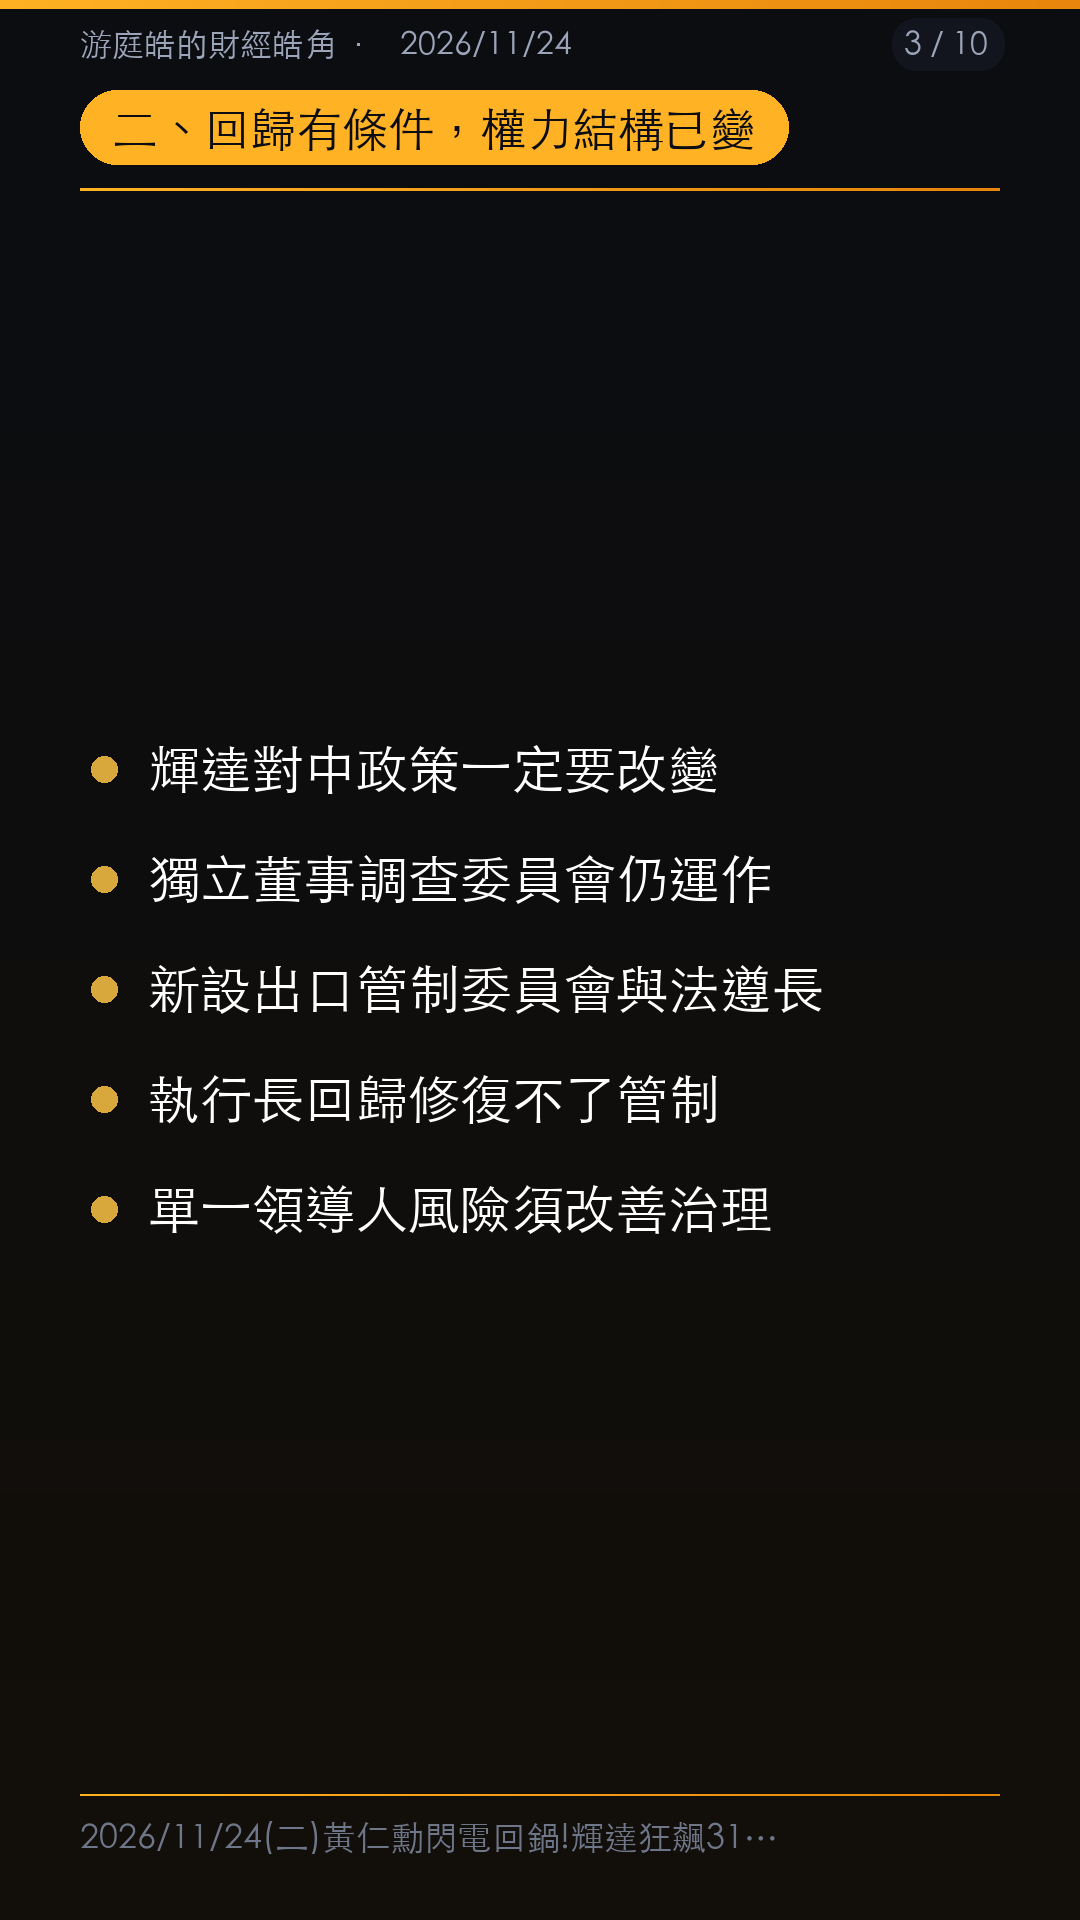 游庭皓的財經皓角 · 2026/11/24
3 / 10
二、回歸有條件，權力結構已變
輝達對中政策一定要改變
獨立董事調查委員會仍運作
新設出口管制委員會與法遵長
執行長回歸修復不了管制
單一領導人風險須改善治理
2026/11/24(二)黃仁勳閃電回鍋!輝達狂飆31⋯